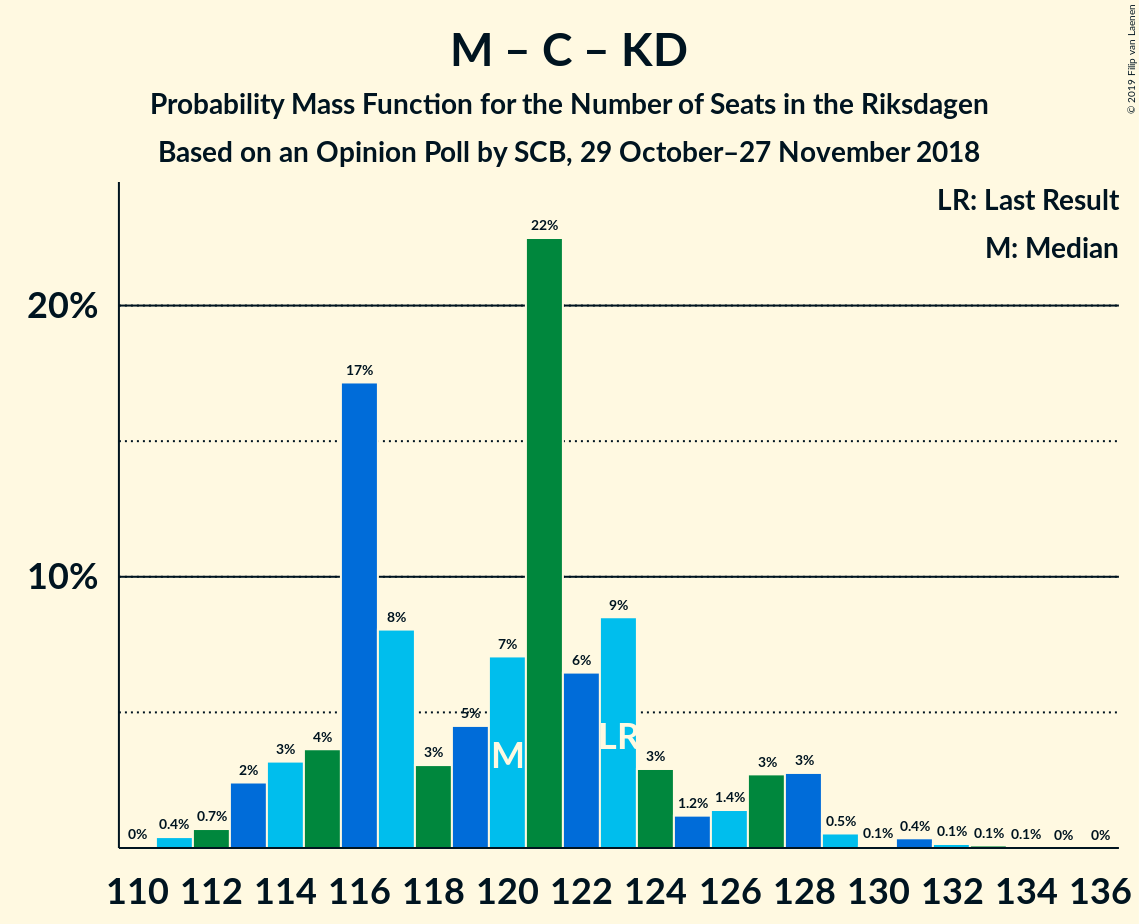 M – C – KD
Probability Mass Function for the Number of Seats in the Riksdagen
Based on an Opinion Poll by SCB, 29 October–27 November 2018
© 2019 Filip van Laenen
LR: Last Result
M: Median
20%
10%
0% 0.4% 0.7% 2% 3% 4% 17% 8% 3% 5% 7% 22% 6% 9% 3% 1.2% 1.4% 3% 3% 0.5% 0.1% 0.4% 0.1% 0.1% 0.1% 0% 0%
M LR
110 112 114 116 118 120 122 124 126 128 130 132 134 136